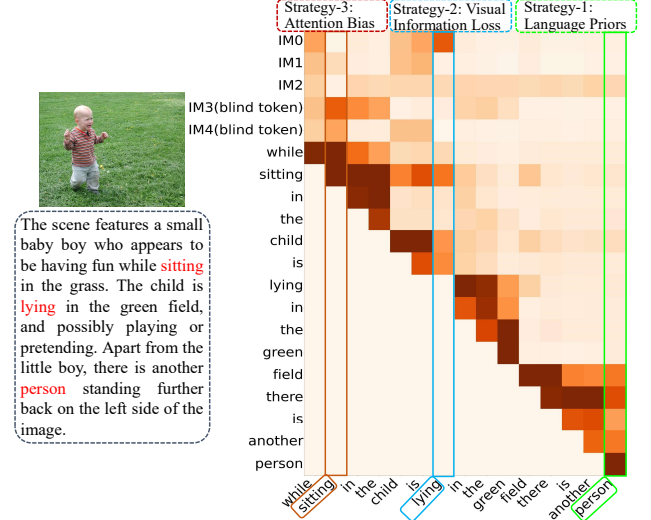 Strategy-3:
Attention Bias
Strategy-2: Visual
Information Loss
Strategy-1:
Language Priors
IM0
IM1
IM2
IM3(blind token)
IM4(blind token)
while
sitting
in
the
child
is
lying
in
the
green
field
there
is
another
person
The scene features a small
baby boy who appears to
be having fun while sitting
in the grass. The child is
lying in the green field,
and possibly playing or
pretending. Apart from the
little boy, there is another
person standing further
back on the left side of the
image.
while
sitting
in
the
child
is
lying
in
the
green
field
there
is
another
person